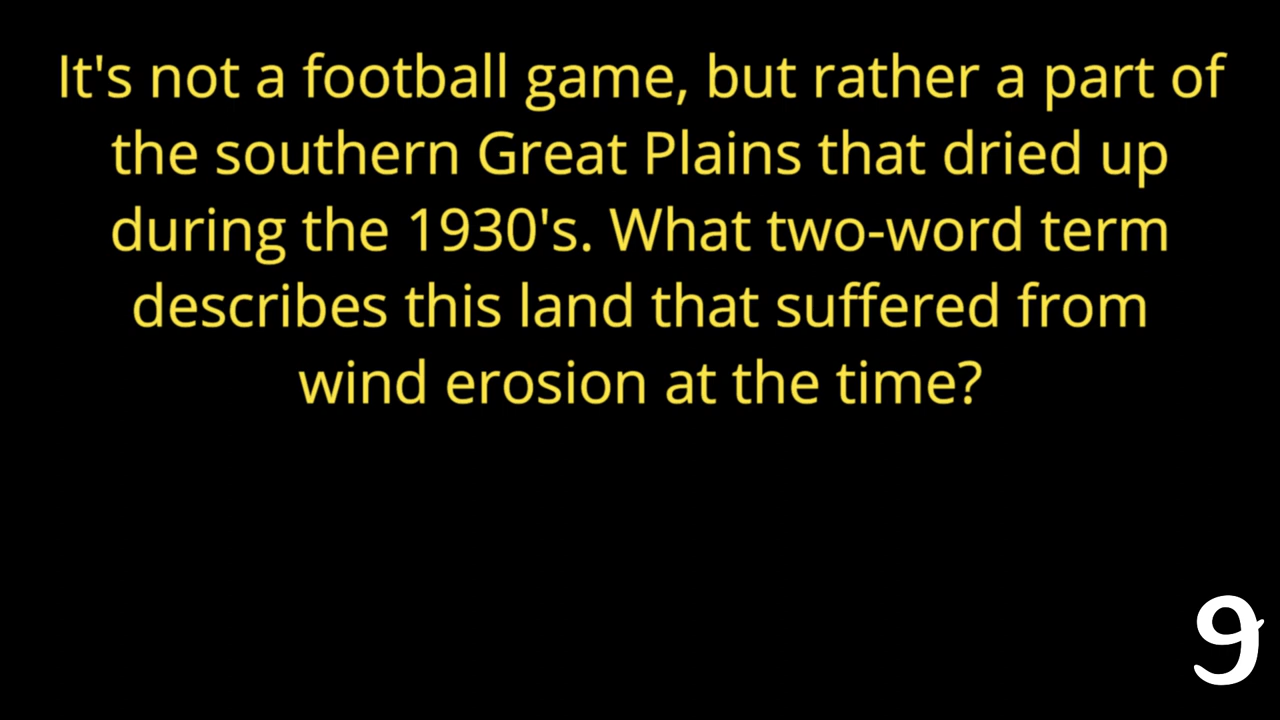 It's not a football game, but rather a part of
the southern Great Plains that dried up
during the 1930's. What two-word term
describes this land that suffered from
wind erosion at the time?
9